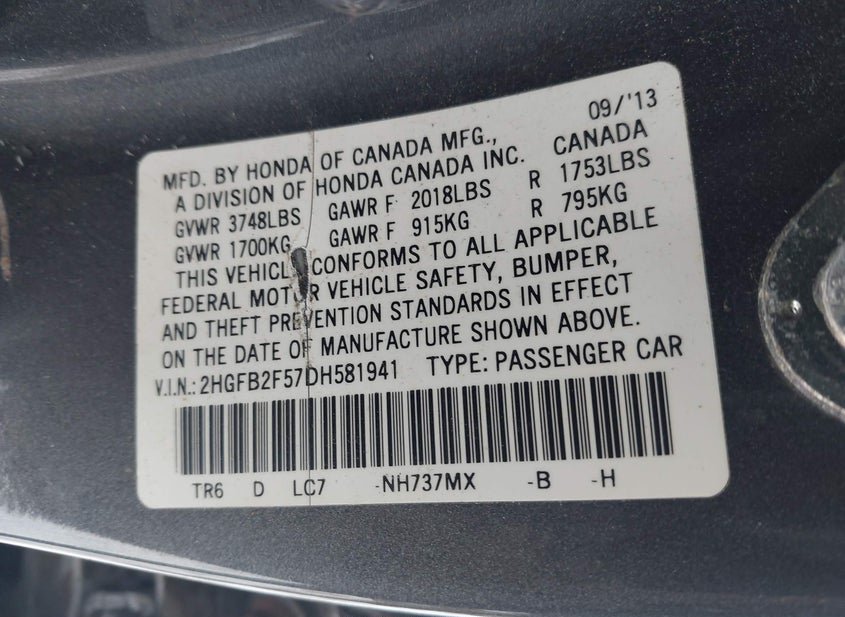 09/'13
MFD. BY HONDA OF CANADA MFG.,
A DIVISION OF HONDA CANADA INC. CANADA
GVWR 3748LBS GAWR F 2018LBS R 1753LBS
GVWR 1700KG GAWR F 915KG R 795KG
THIS VEHICLE CONFORMS TO ALL APPLICABLE
FEDERAL MOTOR VEHICLE SAFETY, BUMPER,
AND THEFT PREVENTION STANDARDS IN EFFECT
ON THE DATE OF MANUFACTURE SHOWN ABOVE.
V.I.N.: 2HGFB2F57DH581941 TYPE: PASSENGER CAR
TR6 D LC7 -NH737MX -B -H